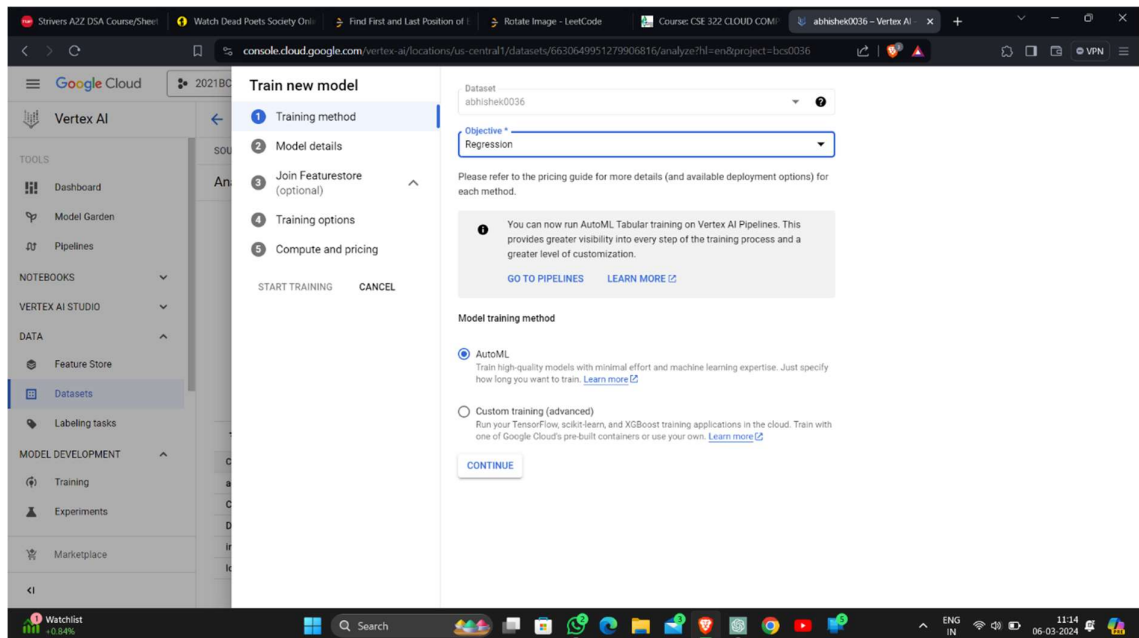 Strivers A2Z DSA Course/Sheet
Watch Dead Poets Society Onli
Find First and Last Position of E
Rotate Image - LeetCode
Course: CSE 322 CLOUD COMP
abhishek0036 – Vertex AI –
console.cloud.google.com/vertex-ai/locations/us-central1/datasets/6630649951279906816/analyze?hl=en&project=bcs0036
VPN
Google Cloud
2021BC
Vertex AI
TOOLS
Dashboard
Model Garden
Pipelines
NOTEBOOKS
VERTEX AI STUDIO
DATA
Feature Store
Datasets
Labeling tasks
MODEL DEVELOPMENT
Training
Experiments
Marketplace
SOU
An
Train new model
1 Training method
2 Model details
3 Join Featurestore
(optional)
4 Training options
5 Compute and pricing
START TRAINING CANCEL
Dataset
abhishek0036
Objective *
Regression
Please refer to the pricing guide for more details (and available deployment options) for
each method.
You can now run AutoML Tabular training on Vertex AI Pipelines. This
provides greater visibility into every step of the training process and a
greater level of customization.
GO TO PIPELINES LEARN MORE
Model training method
AutoML
Train high-quality models with minimal effort and machine learning expertise. Just specify
how long you want to train. Learn more
Custom training (advanced)
Run your TensorFlow, scikit-learn, and XGBoost training applications in the cloud. Train with
one of Google Cloud's pre-built containers or use your own. Learn more
CONTINUE
1
Watchlist
+0.84%
Search
ENG
IN
11:14
06-03-2024